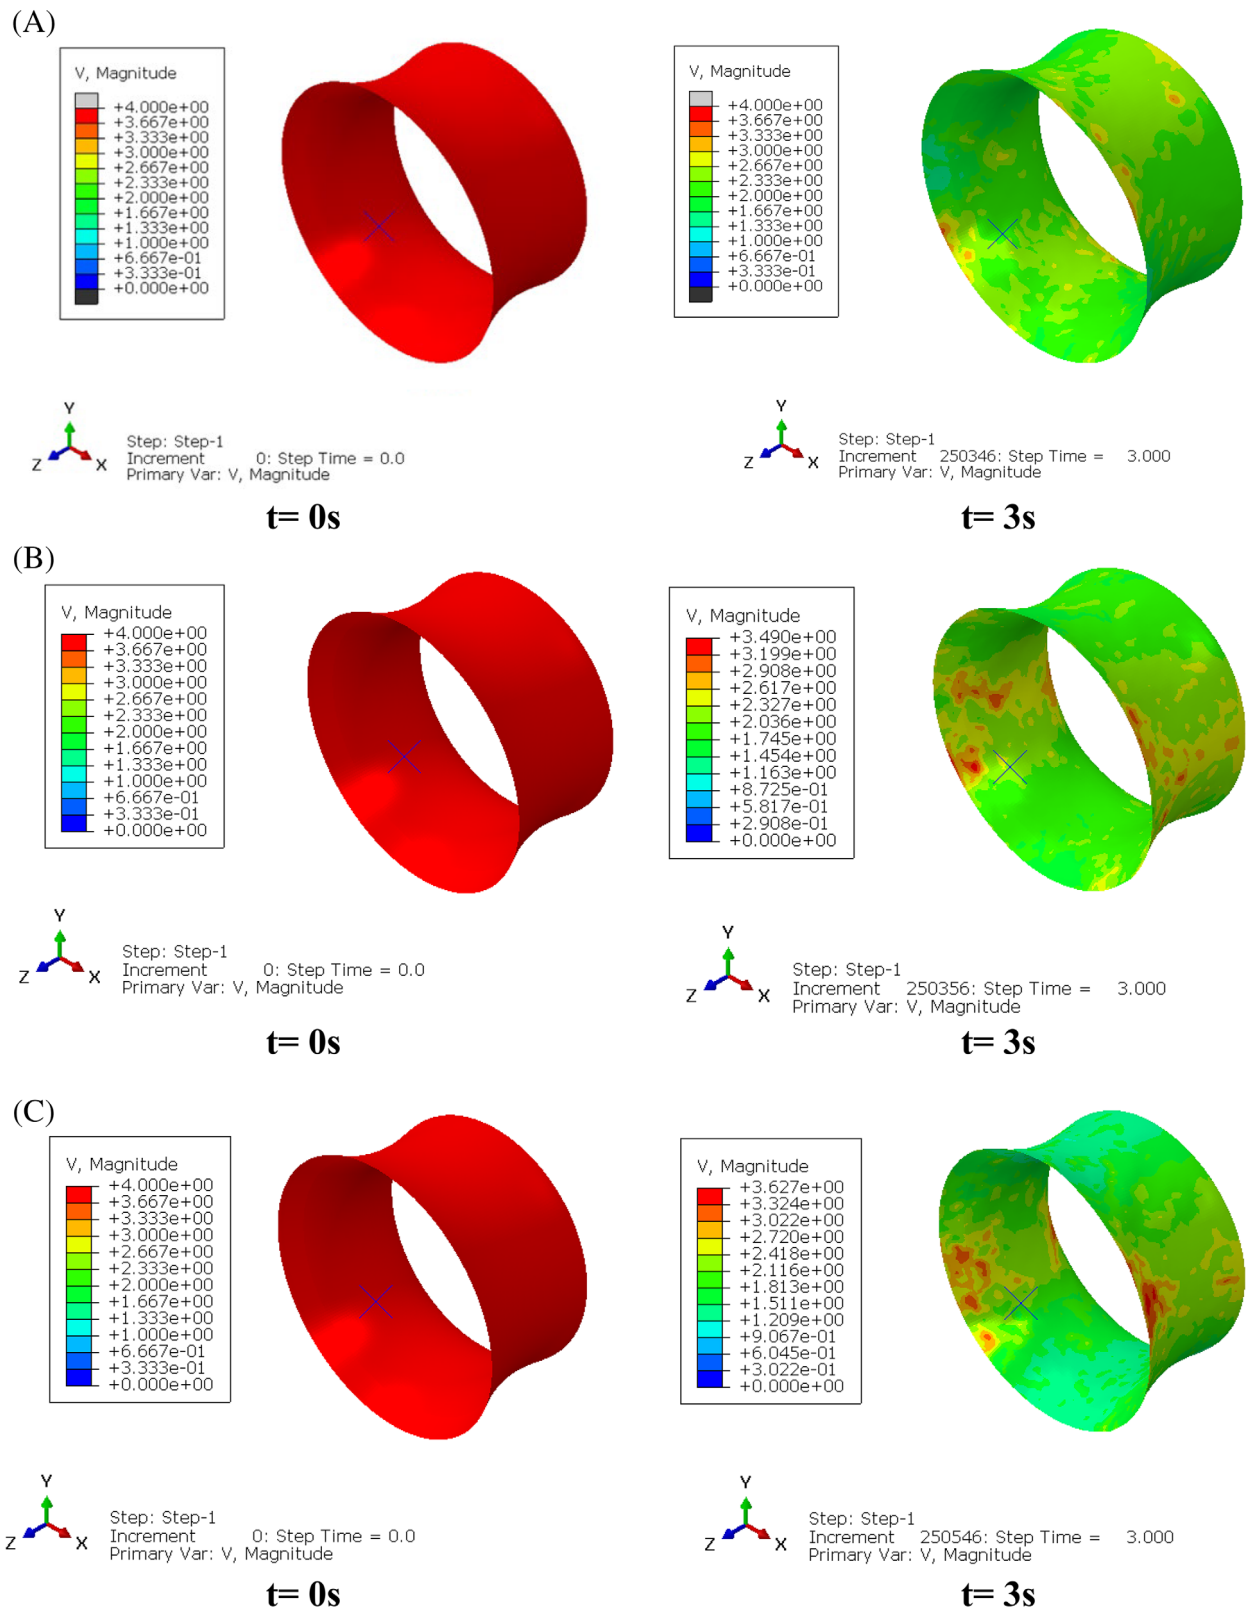 (A)
V, Magnitude
+4.000e+00
+3.667e+00
+3.333e+00
+3.000e+00
+2.667e+00
+2.333e+00
+2.000e+00
+1.667e+00
+1.333e+00
+1.000e+00
+6.667e-01
+3.333e-01
+0.000e+00
Y
Z
X
Step: Step-1
Increment 0: Step Time = 0.0
Primary Var: V, Magnitude
t= 0s
V, Magnitude
+4.000e+00
+3.667e+00
+3.333e+00
+3.000e+00
+2.667e+00
+2.333e+00
+2.000e+00
+1.667e+00
+1.333e+00
+1.000e+00
+6.667e-01
+3.333e-01
+0.000e+00
Y
Z
X
Step: Step-1
Increment 250346: Step Time = 3.000
Primary Var: V, Magnitude
t= 3s
(B)
V, Magnitude
+4.000e+00
+3.667e+00
+3.333e+00
+3.000e+00
+2.667e+00
+2.333e+00
+2.000e+00
+1.667e+00
+1.333e+00
+1.000e+00
+6.667e-01
+3.333e-01
+0.000e+00
Y
Z
X
Step: Step-1
Increment 0: Step Time = 0.0
Primary Var: V, Magnitude
t= 0s
V, Magnitude
+3.490e+00
+3.199e+00
+2.908e+00
+2.617e+00
+2.327e+00
+2.036e+00
+1.745e+00
+1.454e+00
+1.163e+00
+8.725e-01
+5.817e-01
+2.908e-01
+0.000e+00
Y
Z
X
Step: Step-1
Increment 250356: Step Time = 3.000
Primary Var: V, Magnitude
t= 3s
(C)
V, Magnitude
+4.000e+00
+3.667e+00
+3.333e+00
+3.000e+00
+2.667e+00
+2.333e+00
+2.000e+00
+1.667e+00
+1.333e+00
+1.000e+00
+6.667e-01
+3.333e-01
+0.000e+00
Y
Z
X
Step: Step-1
Increment 0: Step Time = 0.0
Primary Var: V, Magnitude
t= 0s
V, Magnitude
+3.627e+00
+3.324e+00
+3.022e+00
+2.720e+00
+2.418e+00
+2.116e+00
+1.813e+00
+1.511e+00
+1.209e+00
+9.067e-01
+6.045e-01
+3.022e-01
+0.000e+00
Y
Z
X
Step: Step-1
Increment 250546: Step Time = 3.000
Primary Var: V, Magnitude
t= 3s